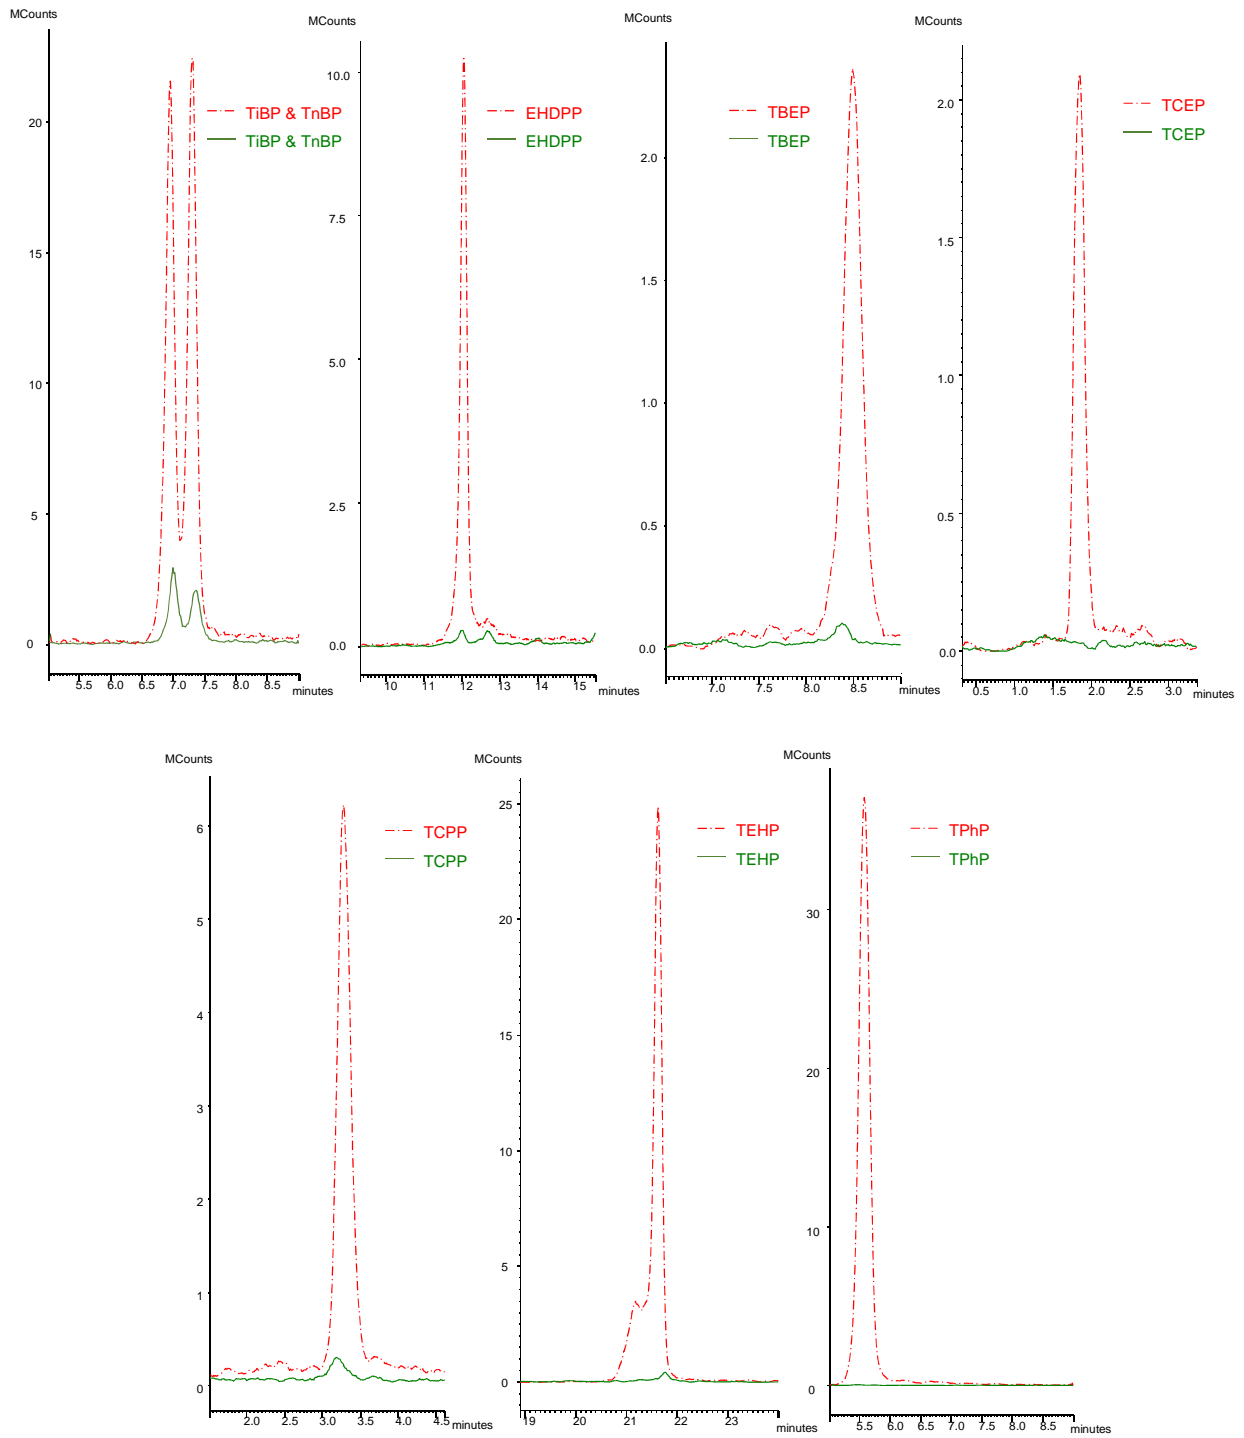 MCounts
TiBP & TnBP
TiBP & TnBP
20
15
10
5
0
5.5 6.0 6.5 7.0 7.5 8.0 8.5
minutes
MCounts
EHDPP
EHDPP
10.0
7.5
5.0
2.5
0.0
10 11 12 13 14 15
minutes
MCounts
TBEP
TBEP
2.0
1.5
1.0
0.5
0.0
7.0 7.5 8.0 8.5
minutes
MCounts
TCEP
TCEP
2.0
1.5
1.0
0.5
0.0
0.5 1.0 1.5 2.0 2.5 3.0
minutes
MCounts
TCPP
TCPP
6
5
4
3
2
1
0
2.0 2.5 3.0 3.5 4.0 4.5
minutes
MCounts
TEHP
TEHP
25
20
15
10
5
0
19 20 21 22 23
minutes
MCounts
TPhP
TPhP
30
20
10
0
5.5 6.0 6.5 7.0 7.5 8.0 8.5
minutes